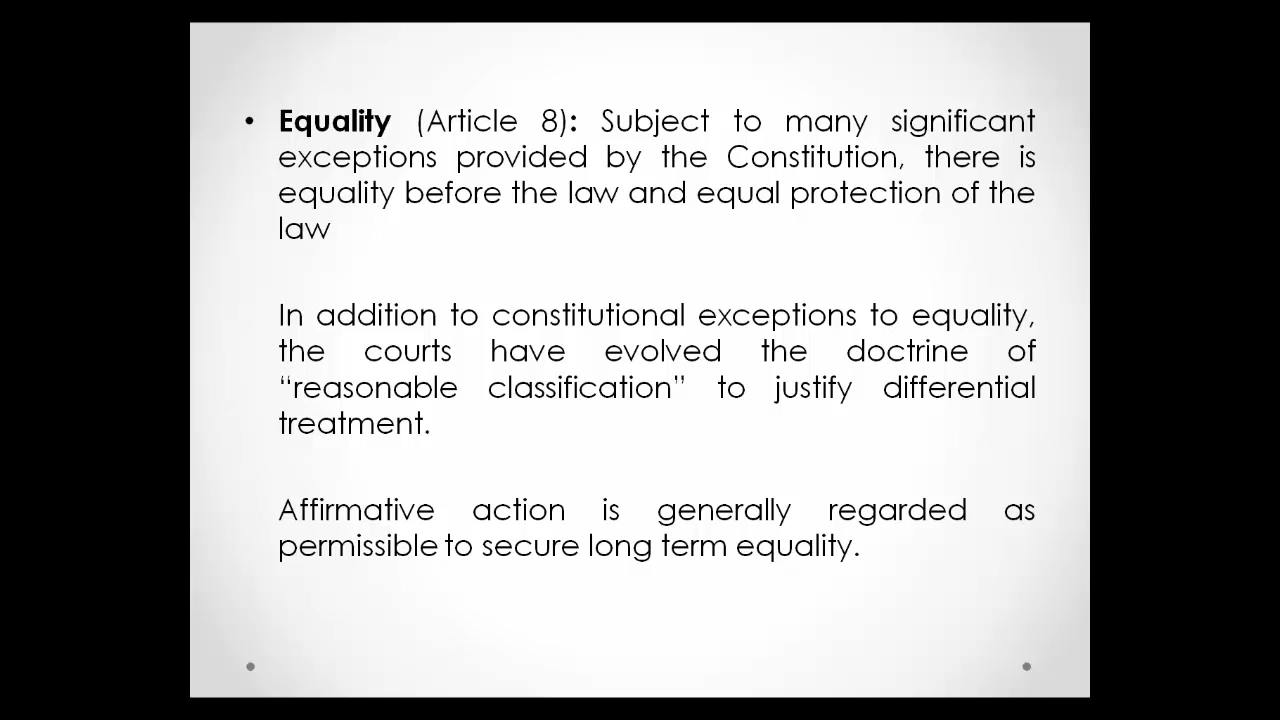 • Equality (Article 8): Subject to many significant
exceptions provided by the Constitution, there is
equality before the law and equal protection of the
law
In addition to constitutional exceptions to equality,
the courts have evolved the doctrine of
“reasonable classification” to justify differential
treatment.
Affirmative action is generally regarded as
permissible to secure long term equality.